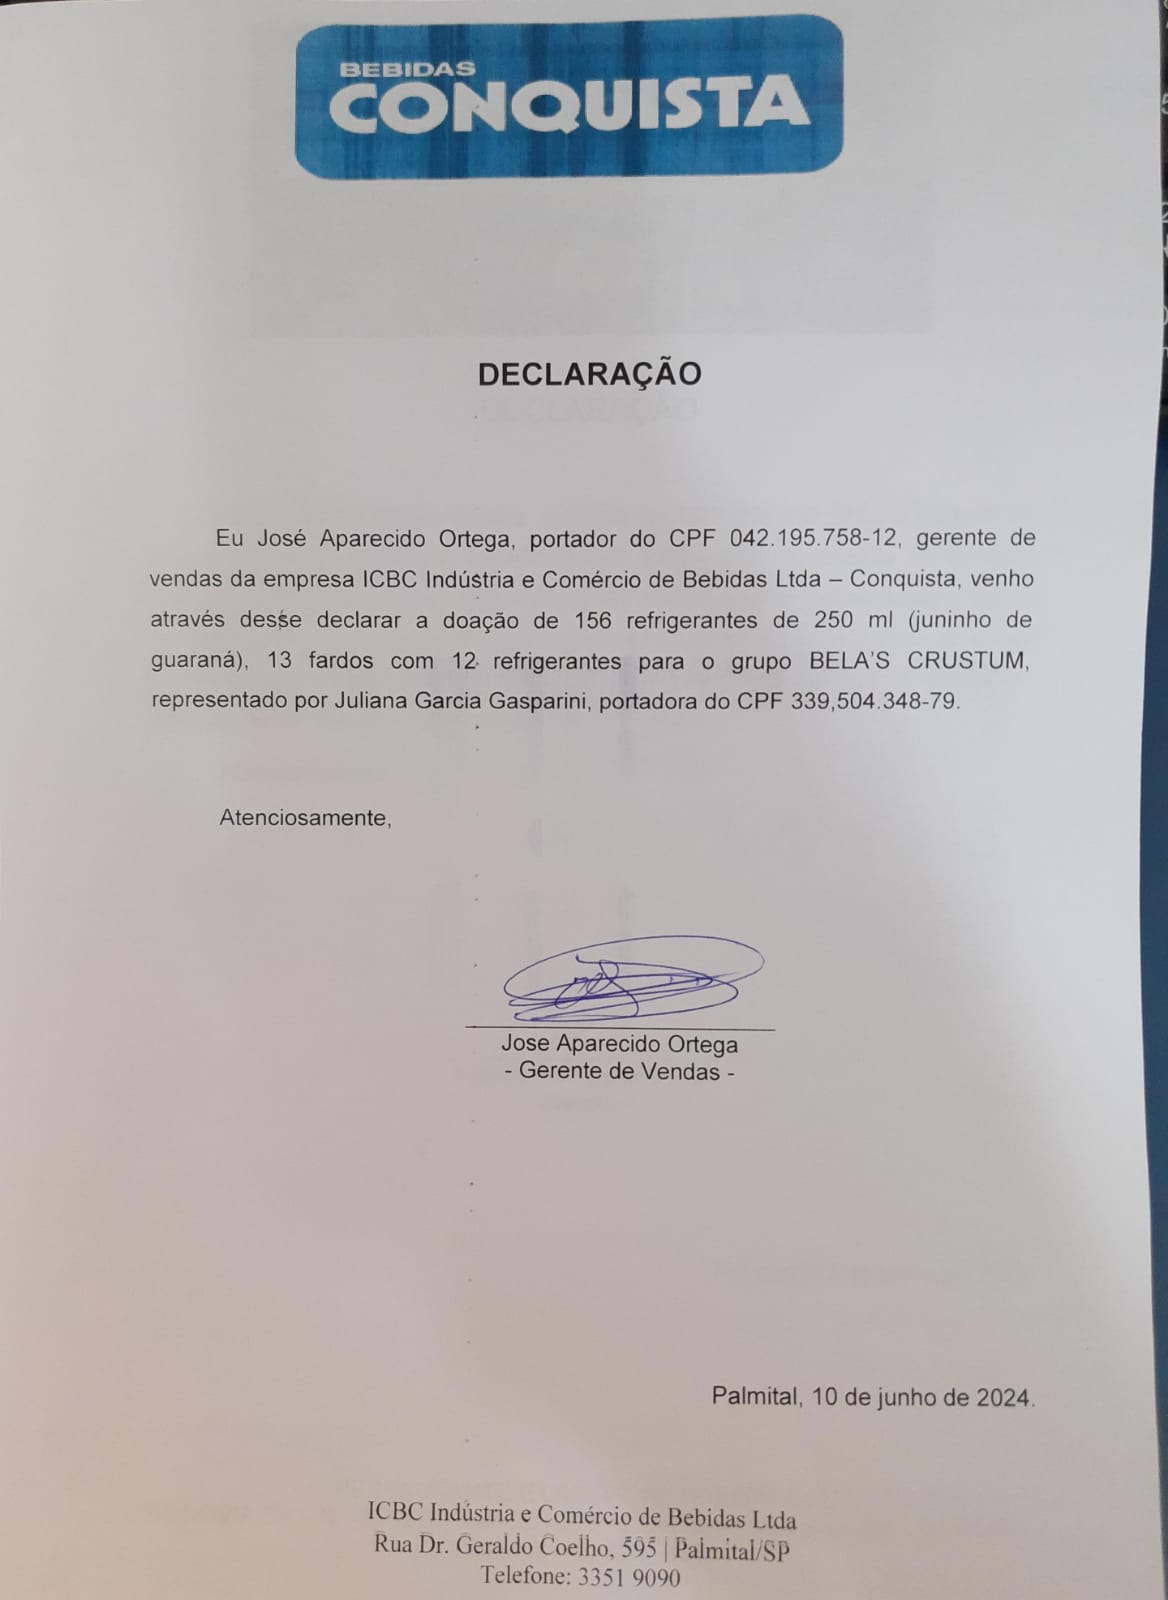 BEBIDAS
CONQUISTA
DECLARAÇÃO
Eu José Aparecido Ortega, portador do CPF 042.195.758-12, gerente de
vendas da empresa ICBC Indústria e Comércio de Bebidas Ltda – Conquista, venho
através desse declarar a doação de 156 refrigerantes de 250 ml (juninho de
guaraná), 13 fardos com 12 refrigerantes para o grupo BELA'S CRUSTUM,
representado por Juliana Garcia Gasparini, portadora do CPF 339,504.348-79.
Atenciosamente,
Jose Aparecido Ortega
- Gerente de Vendas -
Palmital, 10 de junho de 2024.
ICBC Indústria e Comércio de Bebidas Ltda
Rua Dr. Geraldo Coelho, 595 | Palmital/SP
Telefone: 3351 9090